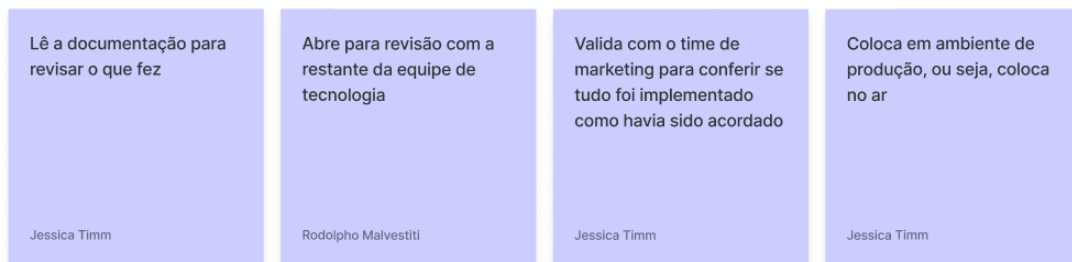 Lê a documentação para
revisar o que fez
Jessica Timm
Abre para revisão com a
restante da equipe de
tecnologia
Rodolpho Malvestiti
Valida com o time de
marketing para conferir se
tudo foi implementado
como havia sido acordado
Jessica Timm
Coloca em ambiente de
produção, ou seja, coloca
no ar
Jessica Timm